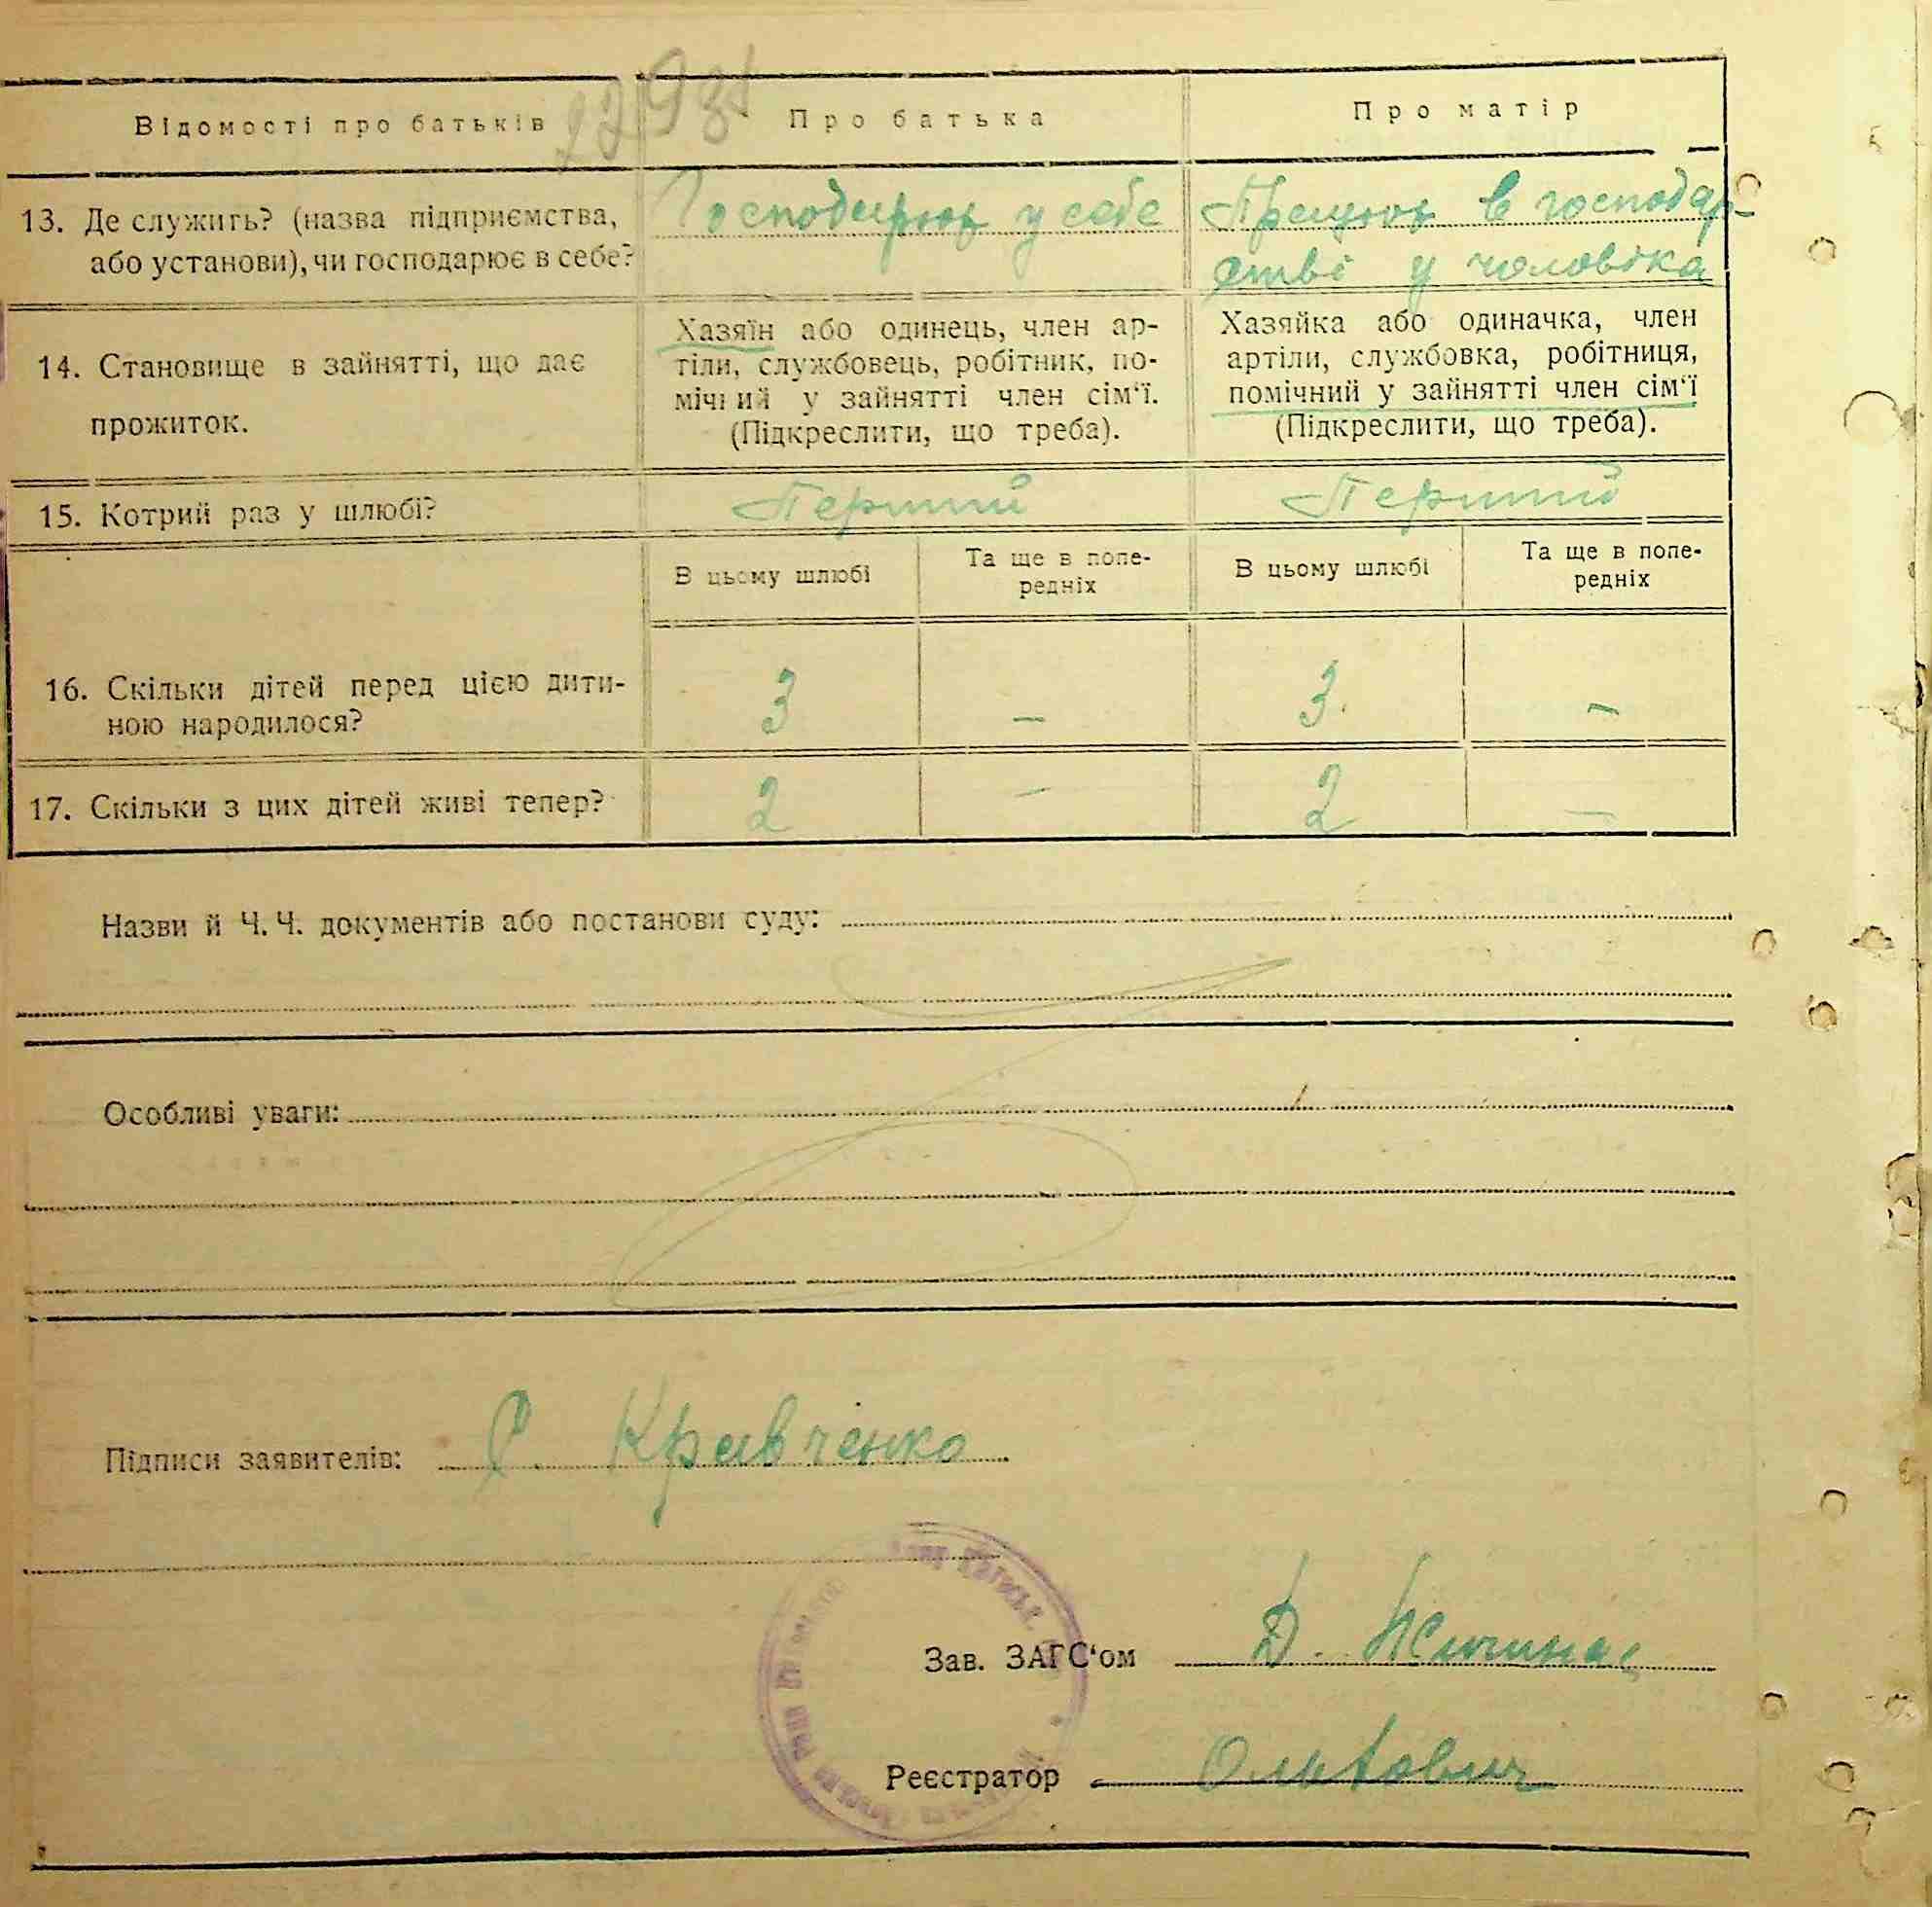 Відомості про батьків
Про батька
Про матір
13. Де служить? (назва підприємства,
або установи), чи господарює в себе?
Господарює у себе
Працює в господар-
стві у чоловіка
14. Становище в зайнятті, що дає
прожиток.
Хазяїн або одинець, член ар-
тіли, службовець, робітник, по-
мічний у зайнятті член сім‘ї.
(Підкреслити, що треба).
Хазяйка або одиначка, член
артіли, службовка, робітниця,
помічний у зайнятті член сім‘ї
(Підкреслити, що треба).
15. Котрий раз у шлюбі?
Перший
Перший
В цьому шлюбі
Та ще в попе-
редніх
В цьому шлюбі
Та ще в попе-
редніх
16. Скільки дітей перед цією дити-
ною народилося?
3
—
3
—
17. Скільки з цих дітей живі тепер?
2
—
2
—
Назви й Ч. Ч. документів або постанови суду:
Особливі уваги:
Підписи заявителів:
Кравченко
Зав. ЗАГС‘ом
Д.
Реєстратор